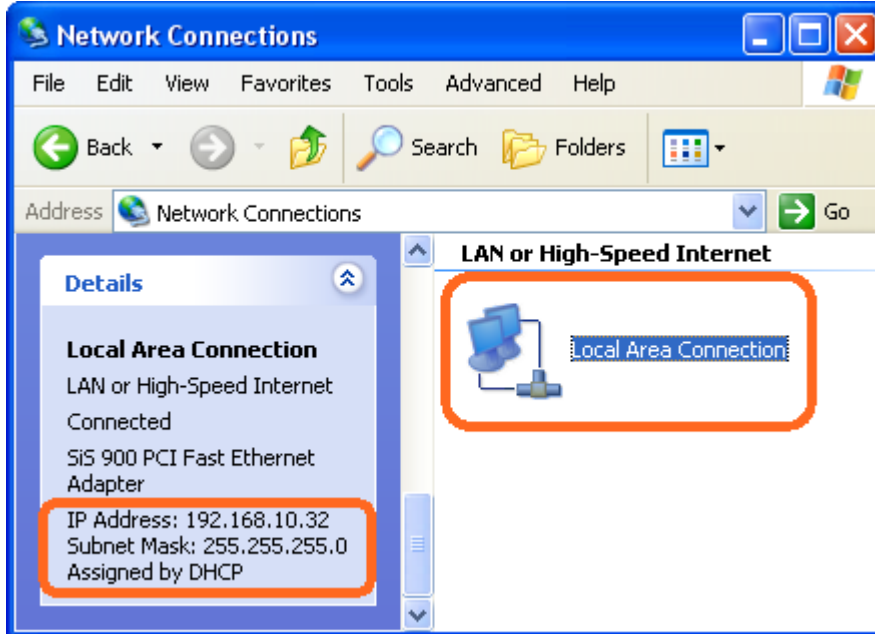 Network Connections
File Edit View Favorites Tools Advanced Help
Back Search Folders
Address Network Connections Go
Details
Local Area Connection
LAN or High-Speed Internet
Connected
SiS 900 PCI Fast Ethernet
Adapter
IP Address: 192.168.10.32
Subnet Mask: 255.255.255.0
Assigned by DHCP
LAN or High-Speed Internet
Local Area Connection